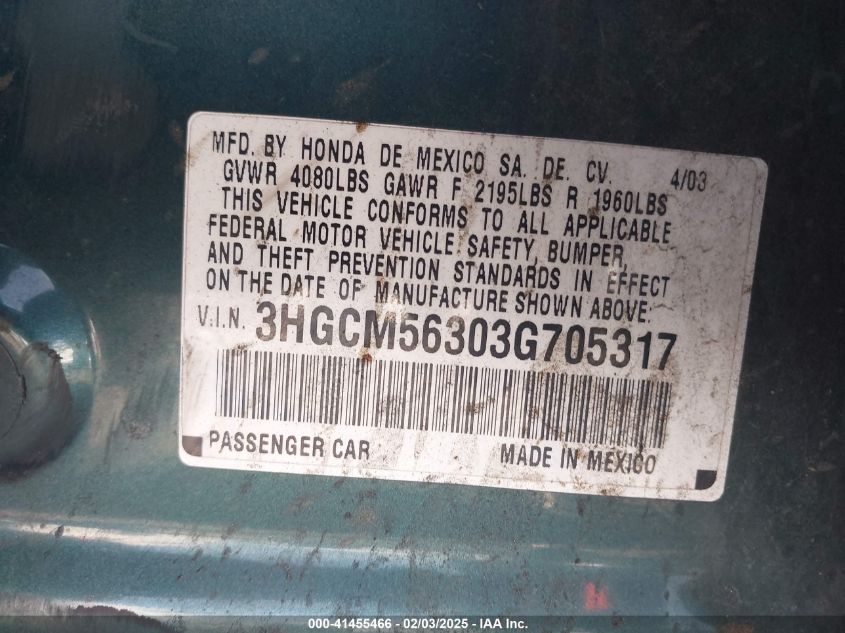 MFD. BY HONDA DE MEXICO SA. DE. CV. 4/03
GVWR 4080LBS GAWR F 2195LBS R 1960LBS
THIS VEHICLE CONFORMS TO ALL APPLICABLE
FEDERAL MOTOR VEHICLE SAFETY, BUMPER,
AND THEFT PREVENTION STANDARDS IN EFFECT
ON THE DATE OF MANUFACTURE SHOWN ABOVE:
V.I.N. 3HGCM56303G705317
PASSENGER CAR MADE IN MEXICO
000-41455466 - 02/03/2025 - IAA Inc.